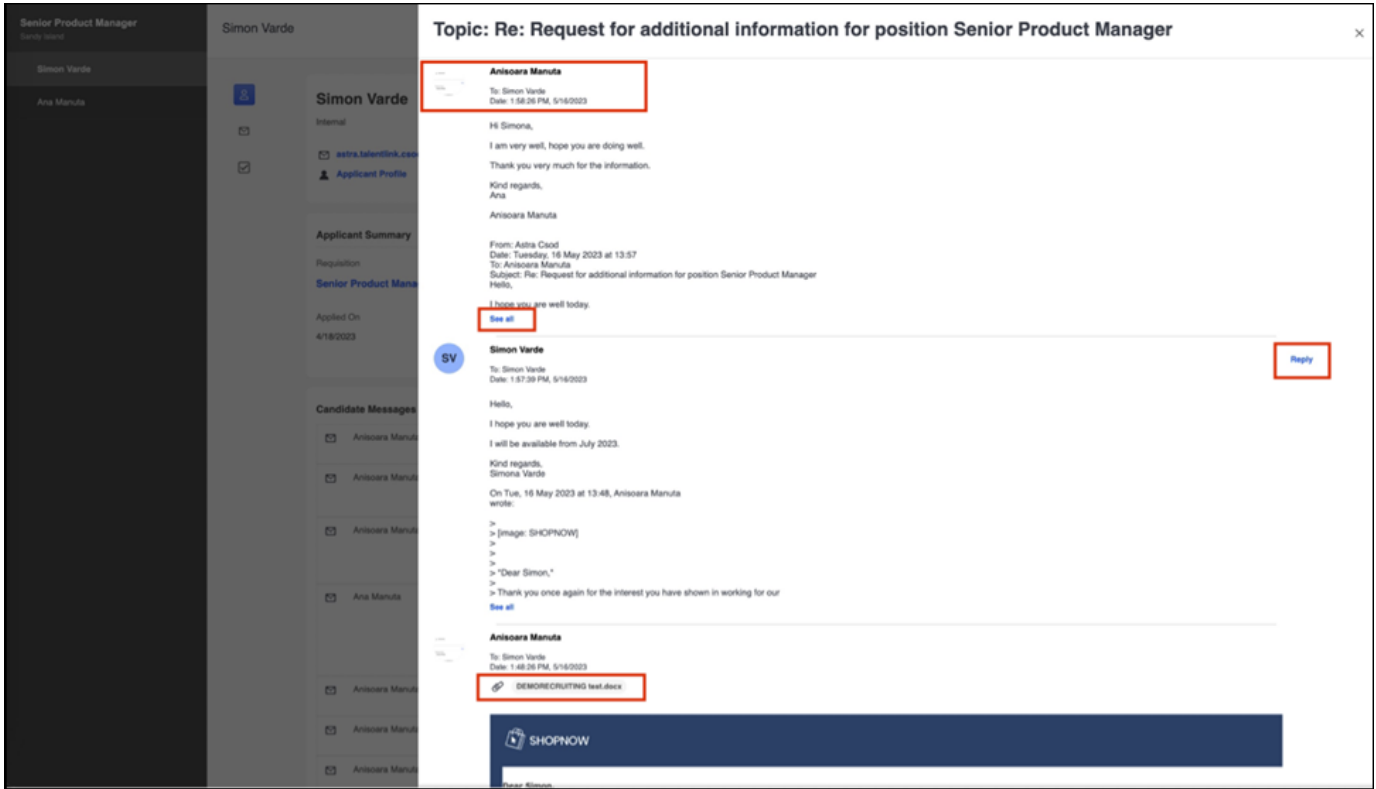 Senior Product Manager
Sandy Island
Simon Varde
Ana Manuta
Simon Varde
Simon Varde
Internal
astra.talentlink.cso
Applicant Profile
Applicant Summary
Requisition
Senior Product Mana
Applied On
4/18/2023
Candidate Messages
Anisoara Manuta
Anisoara Manuta
Anisoara Manuta
Ana Manuta
Anisoara Manuta
Anisoara Manuta
Anisoara Manuta
Topic: Re: Request for additional information for position Senior Product Manager
Anisoara Manuta
To: Simon Varde
Date: 1:58:26 PM, 5/16/2023
Hi Simona,
I am very well, hope you are doing well.
Thank you very much for the information.
Kind regards,
Ana
Anisoara Manuta
From: Astra Csod
Date: Tuesday, 16 May 2023 at 13:57
To: Anisoara Manuta
Subject: Re: Request for additional information for position Senior Product Manager
Hello,
I hope you are well today.
See all
SV
Simon Varde
Reply
To: Simon Varde
Date: 1:57:39 PM, 5/16/2023
Hello,
I hope you are well today.
I will be available from July 2023.
Kind regards,
Simona Varde
On Tue, 16 May 2023 at 13:48, Anisoara Manuta
wrote:
>
> [image: SHOPNOW]
>
>
>
> "Dear Simon,"
>
> Thank you once again for the interest you have shown in working for our
See all
Anisoara Manuta
To: Simon Varde
Date: 1:48:26 PM, 5/16/2023
DEMORECRUITING test.docx
SHOPNOW
Dear Simon,